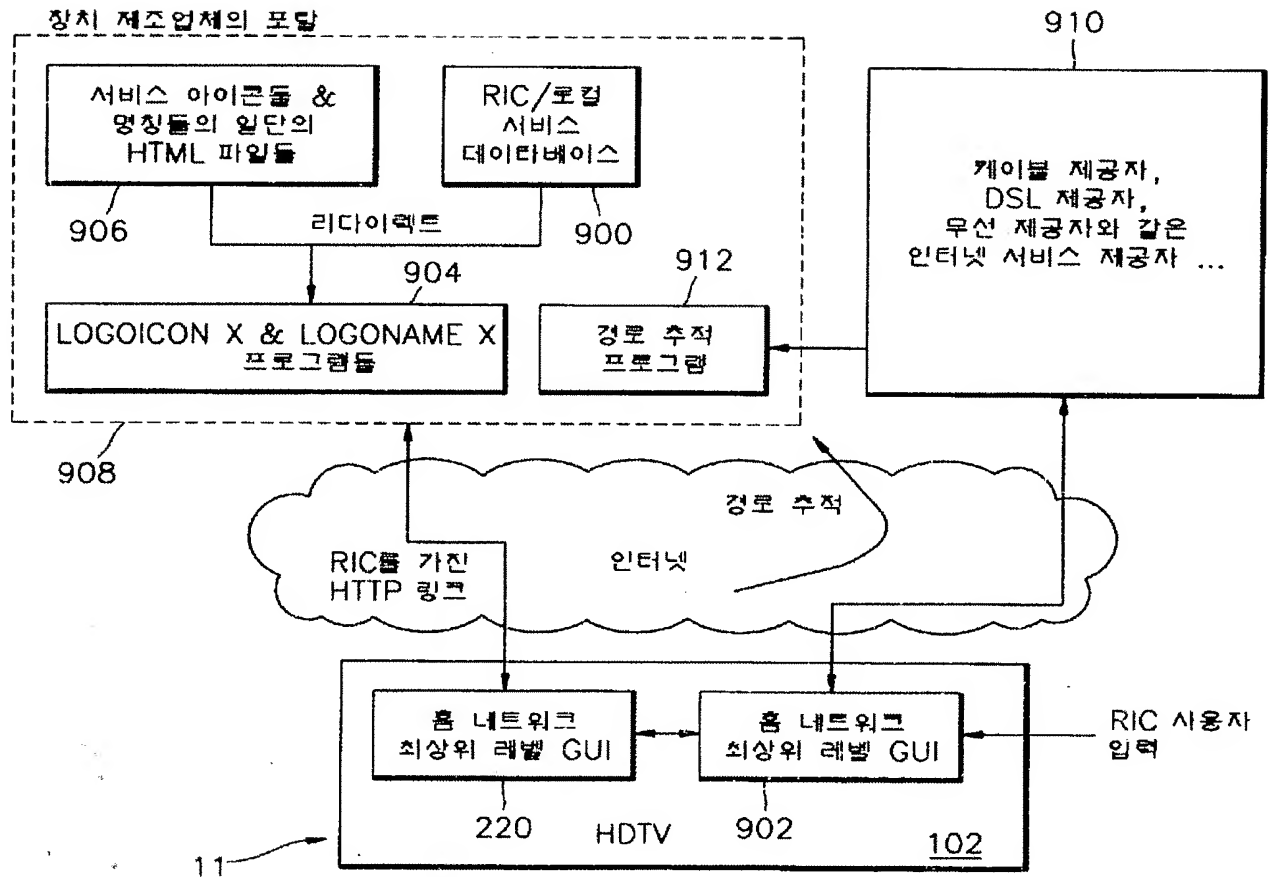 장치 제조업체의 포탈
910
서비스 아이콘들 &
명칭들의 일단의
HTML 파일들
RIC/로컬
서비스
데이타베이스
케이블 제공자,
DSL 제공자,
무선 제공자와 같은
인터넷 서비스 제공자 ...
906
리다이렉트
900
904
912
LOGOICON X & LOGONAME X
프로그램들
경로 추적
프로그램
908
경로 추적
RIC를 가진
HTTP 링크
인터넷
홈 네트워크
최상위 레벨 GUI
홈 네트워크
최상위 레벨 GUI
RIC 사용자
입력
220
HDTV
902
102
11